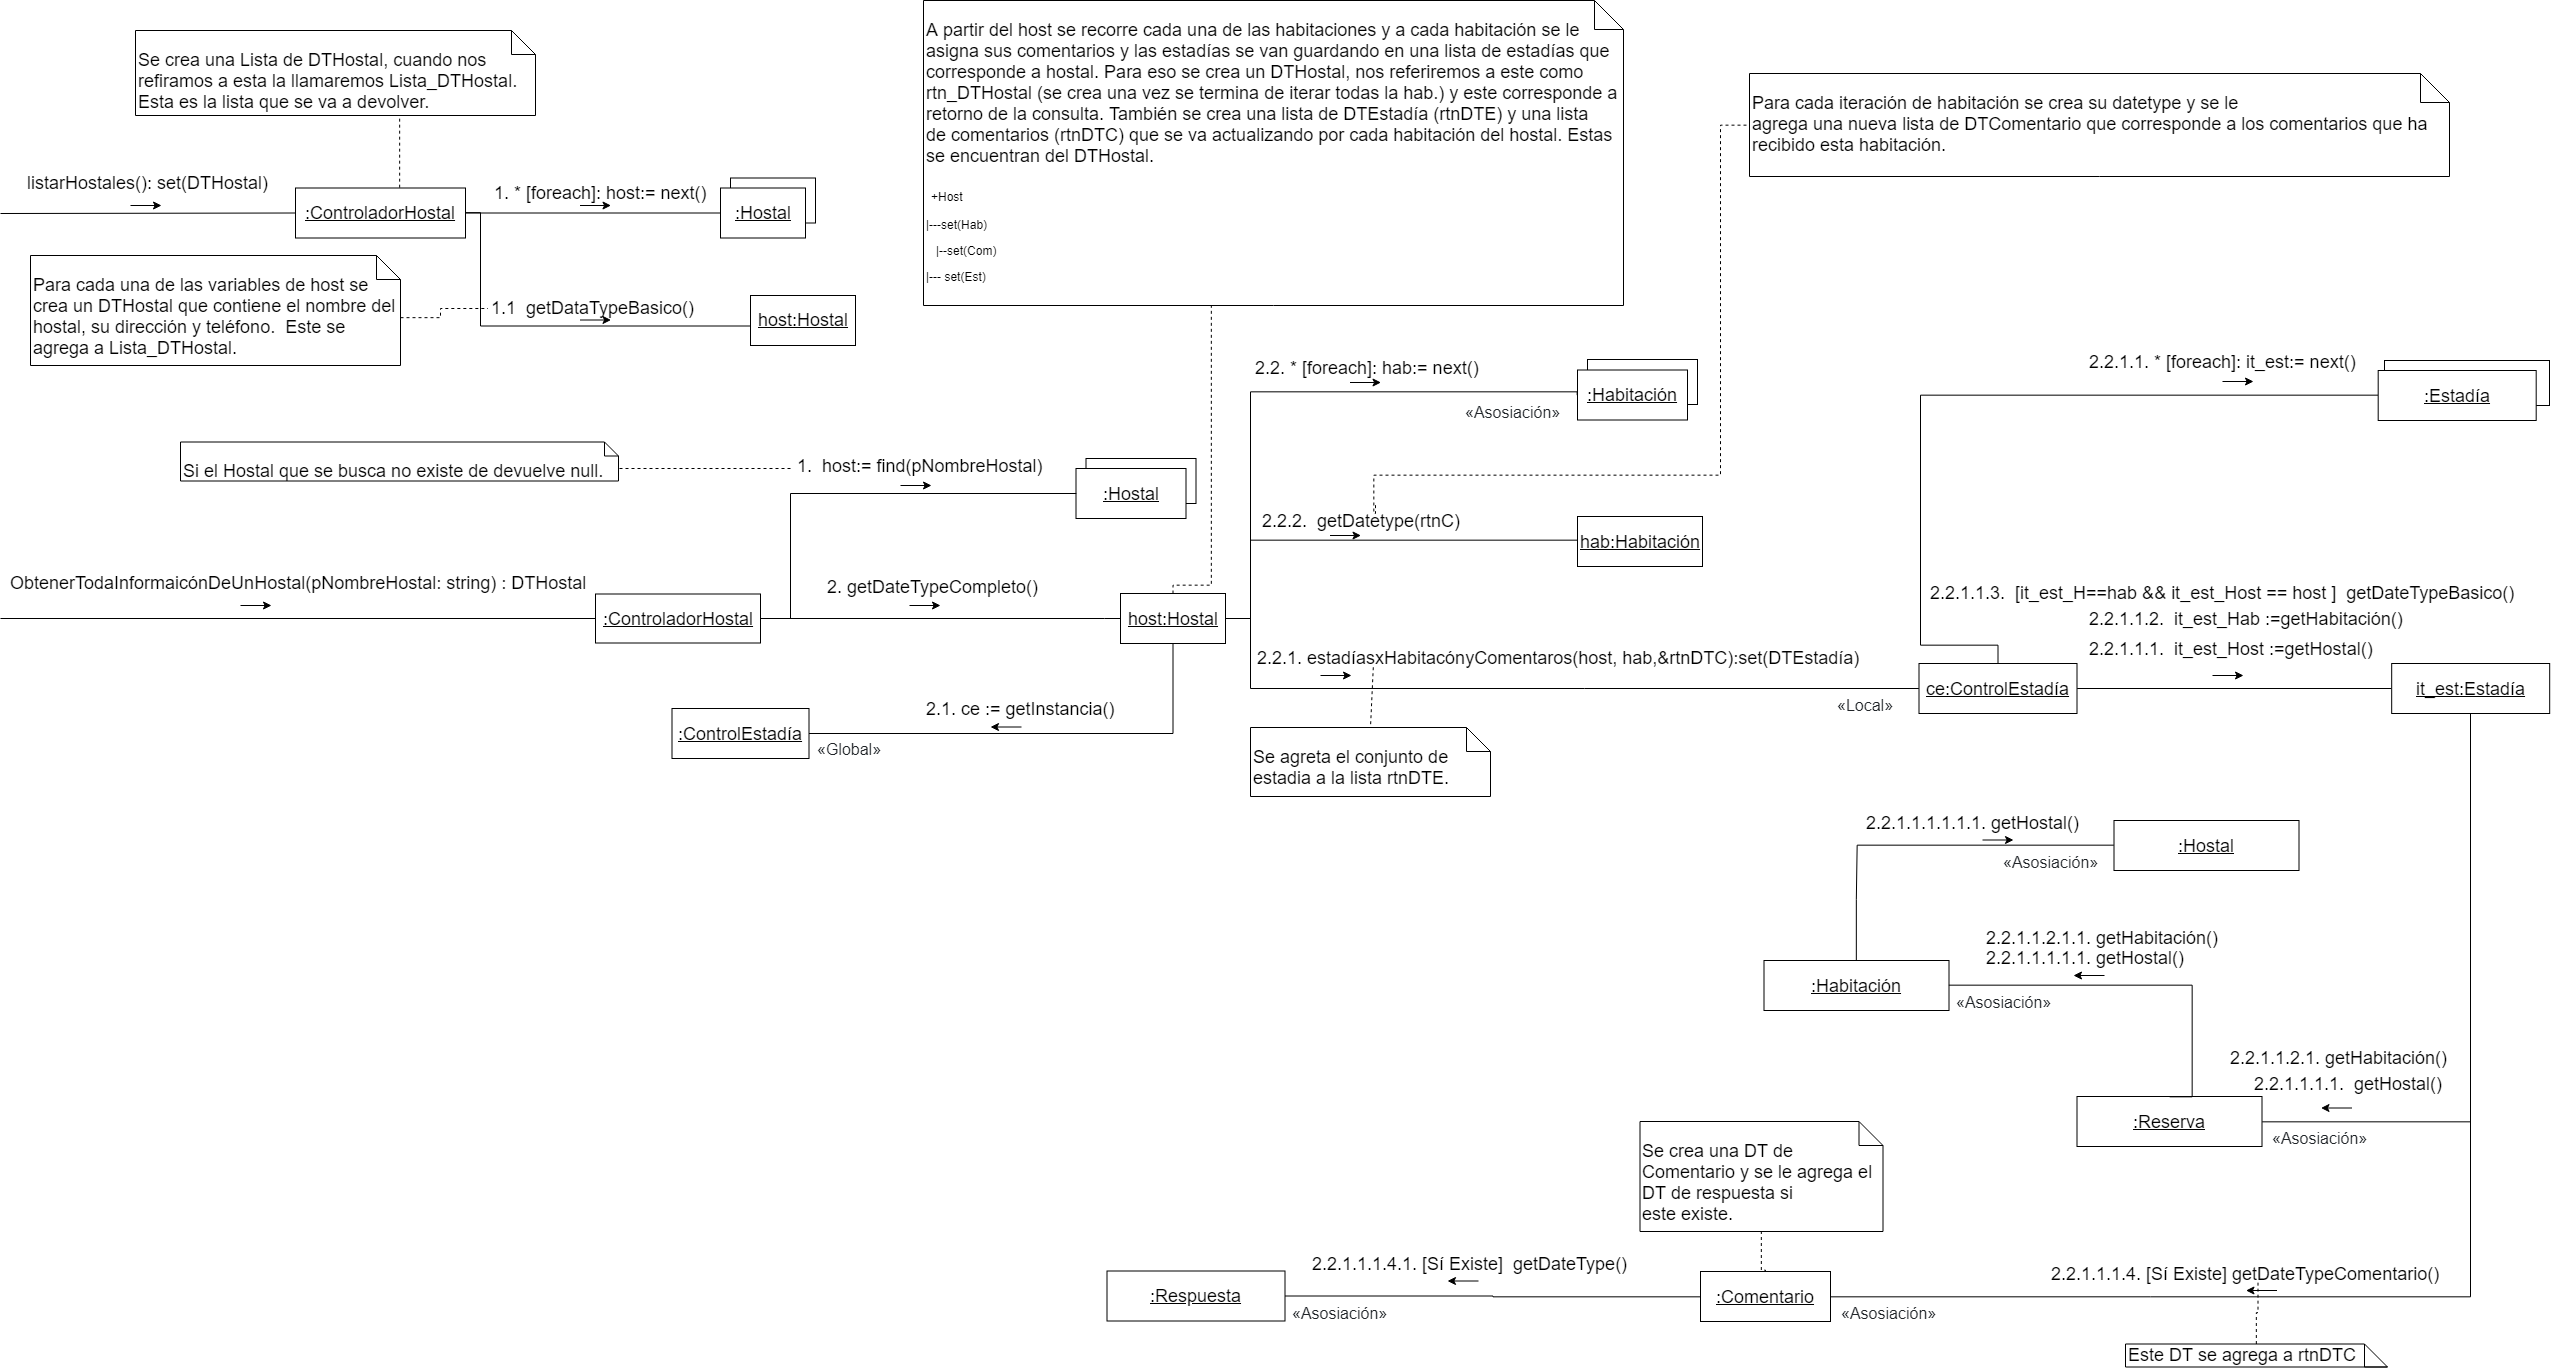 Se crea una Lista de DTHostal, cuando nos
refiramos a esta la llamaremos Lista_DTHostal.
Esta es la lista que se va a devolver.
listarHostales(): set(DTHostal)
:ControladorHostal
1. * [foreach]: host:= next()
:Hostal
Para cada una de las variables de host se
crea un DTHostal que contiene el nombre del
hostal, su dirección y teléfono.  Este se
agrega a Lista_DTHostal.
1.1  getDataTypeBasico()
host:Hostal
A partir del host se recorre cada una de las habitaciones y a cada habitación se le
asigna sus comentarios y las estadías se van guardando en una lista de estadías que
corresponde a hostal. Para eso se crea un DTHostal, nos referiremos a este como
rtn_DTHostal (se crea una vez se termina de iterar todas la hab.) y este corresponde a
retorno de la consulta. También se crea una lista de DTEstadía (rtnDTE) y una lista
de comentarios (rtnDTC) que se va actualizando por cada habitación del hostal. Estas
se encuentran del DTHostal.
+Host
|---set(Hab)
|--set(Com)
|--- set(Est)
Para cada iteración de habitación se crea su datetype y se le
agrega una nueva lista de DTComentario que corresponde a los comentarios que ha
recibido esta habitación.
Si el Hostal que se busca no existe de devuelve null.
1.  host:= find(pNombreHostal)
:Hostal
ObtenerTodaInformaicónDeUnHostal(pNombreHostal: string) : DTHostal
:ControladorHostal
2. getDateTypeCompleto()
host:Hostal
2.1. ce := getInstancia()
:ControlEstadía
«Global»
2.2. * [foreach]: hab:= next()
«Asosiación»
:Habitación
2.2.2.  getDatetype(rtnC)
hab:Habitación
2.2.1. estadíasxHabitacónyComentaros(host, hab,&rtnDTC):set(DTEstadía)
«Local»
ce:ControlEstadía
Se agreta el conjunto de
estadia a la lista rtnDTE.
2.2.1.1. * [foreach]: it_est:= next()
:Estadía
2.2.1.1.3.  [it_est_H==hab && it_est_Host == host ]  getDateTypeBasico()
2.2.1.1.2.  it_est_Hab :=getHabitación()
2.2.1.1.1.  it_est_Host :=getHostal()
it_est:Estadía
2.2.1.1.1.1.1.1. getHostal()
«Asosiación»
:Hostal
2.2.1.1.2.1.1. getHabitación()
2.2.1.1.1.1.1. getHostal()
:Habitación
«Asosiación»
2.2.1.1.2.1. getHabitación()
2.2.1.1.1.1.  getHostal()
:Reserva
«Asosiación»
Se crea una DT de
Comentario y se le agrega el
DT de respuesta si
este existe.
2.2.1.1.1.4.1. [Sí Existe]  getDateType()
:Respuesta
«Asosiación»
:Comentario
2.2.1.1.1.4. [Sí Existe] getDateTypeComentario()
«Asosiación»
Este DT se agrega a rtnDTC